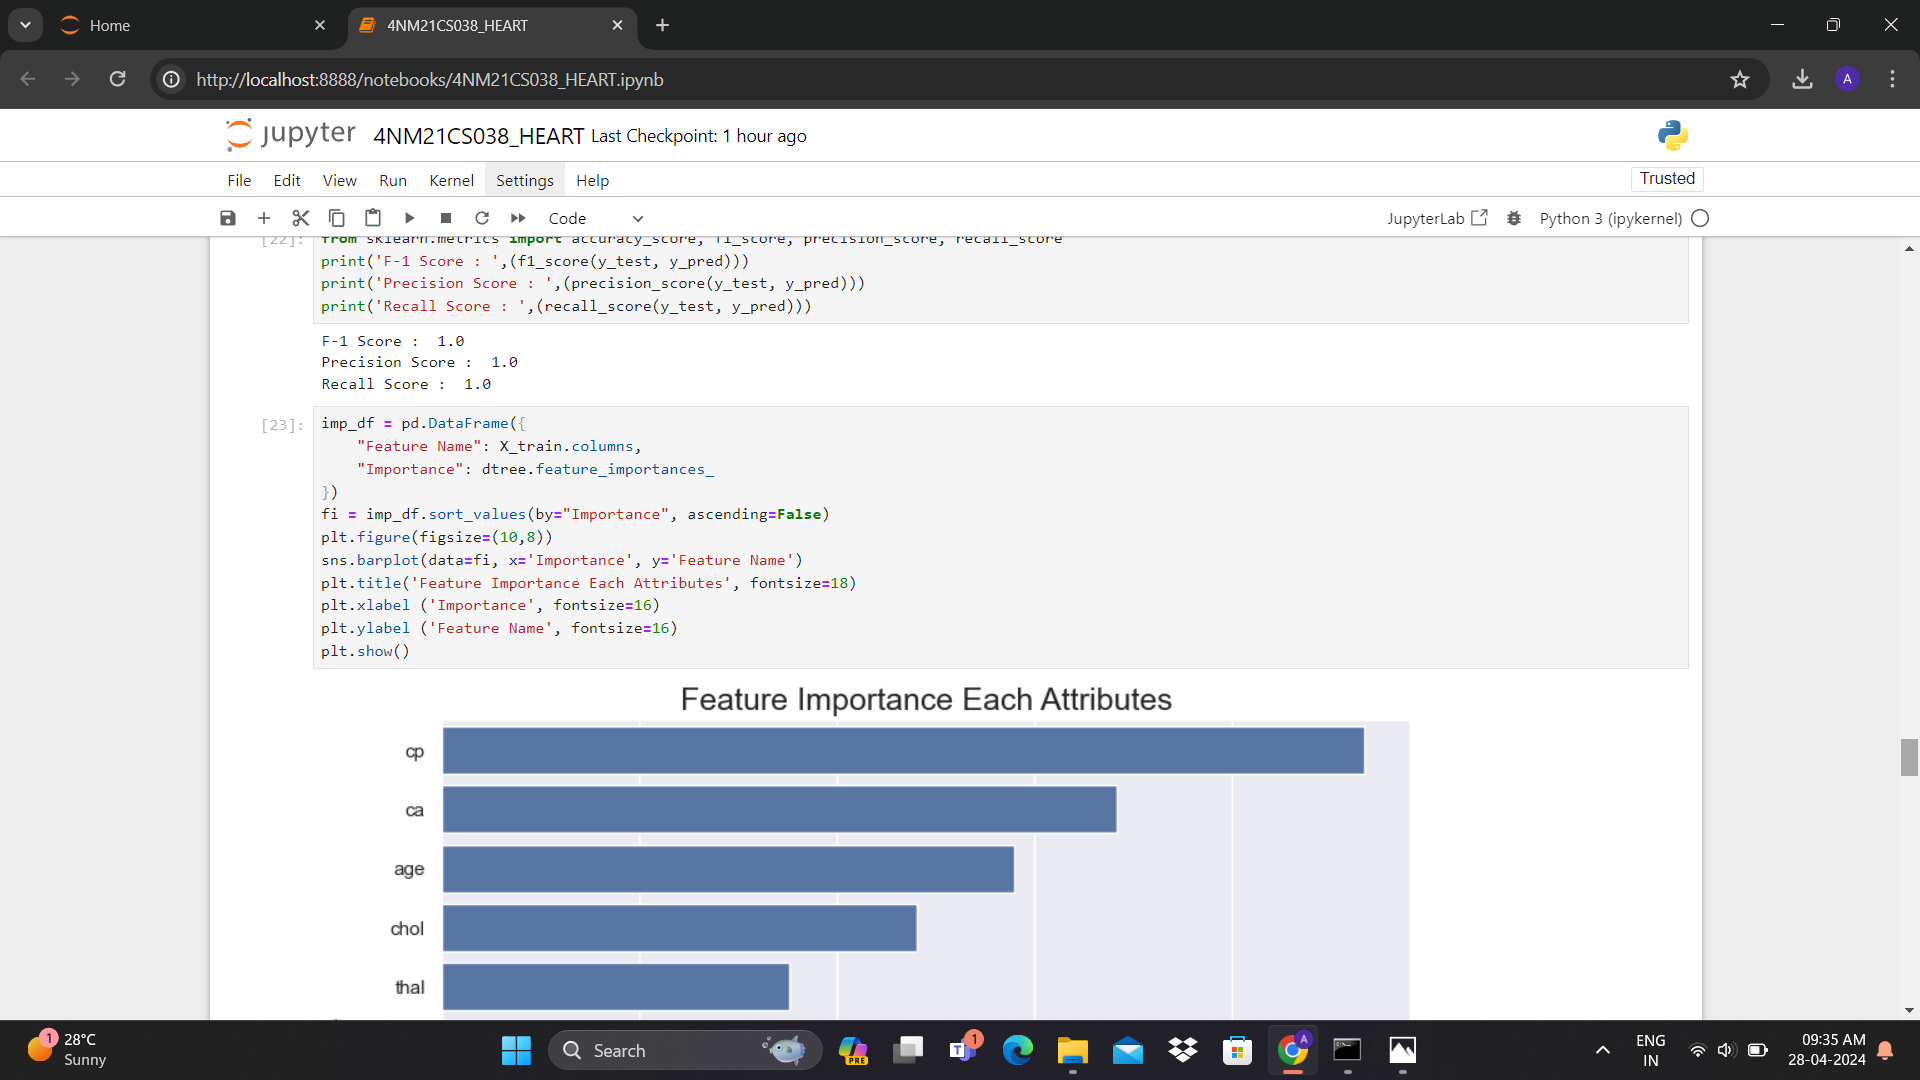 Home
4NM21CS038_HEART
http://localhost:8888/notebooks/4NM21CS038_HEART.ipynb
A
jupyter 4NM21CS038_HEART Last Checkpoint: 1 hour ago
File Edit View Run Kernel Settings Help
Trusted
Code
JupyterLab
Python 3 (ipykernel)
[22]: from sklearn.metrics import accuracy_score, f1_score, precision_score, recall_score
print('F-1 Score : ',(f1_score(y_test, y_pred)))
print('Precision Score : ',(precision_score(y_test, y_pred)))
print('Recall Score : ',(recall_score(y_test, y_pred)))
F-1 Score :  1.0
Precision Score :  1.0
Recall Score :  1.0
[23]: imp_df = pd.DataFrame({
    "Feature Name": X_train.columns,
    "Importance": dtree.feature_importances_
})
fi = imp_df.sort_values(by="Importance", ascending=False)
plt.figure(figsize=(10,8))
sns.barplot(data=fi, x='Importance', y='Feature Name')
plt.title('Feature Importance Each Attributes', fontsize=18)
plt.xlabel ('Importance', fontsize=16)
plt.ylabel ('Feature Name', fontsize=16)
plt.show()
Feature Importance Each Attributes
cp
ca
age
chol
thal
1
28°C
Sunny
Search
PRE
1
A
ENG
IN
09:35 AM
28-04-2024